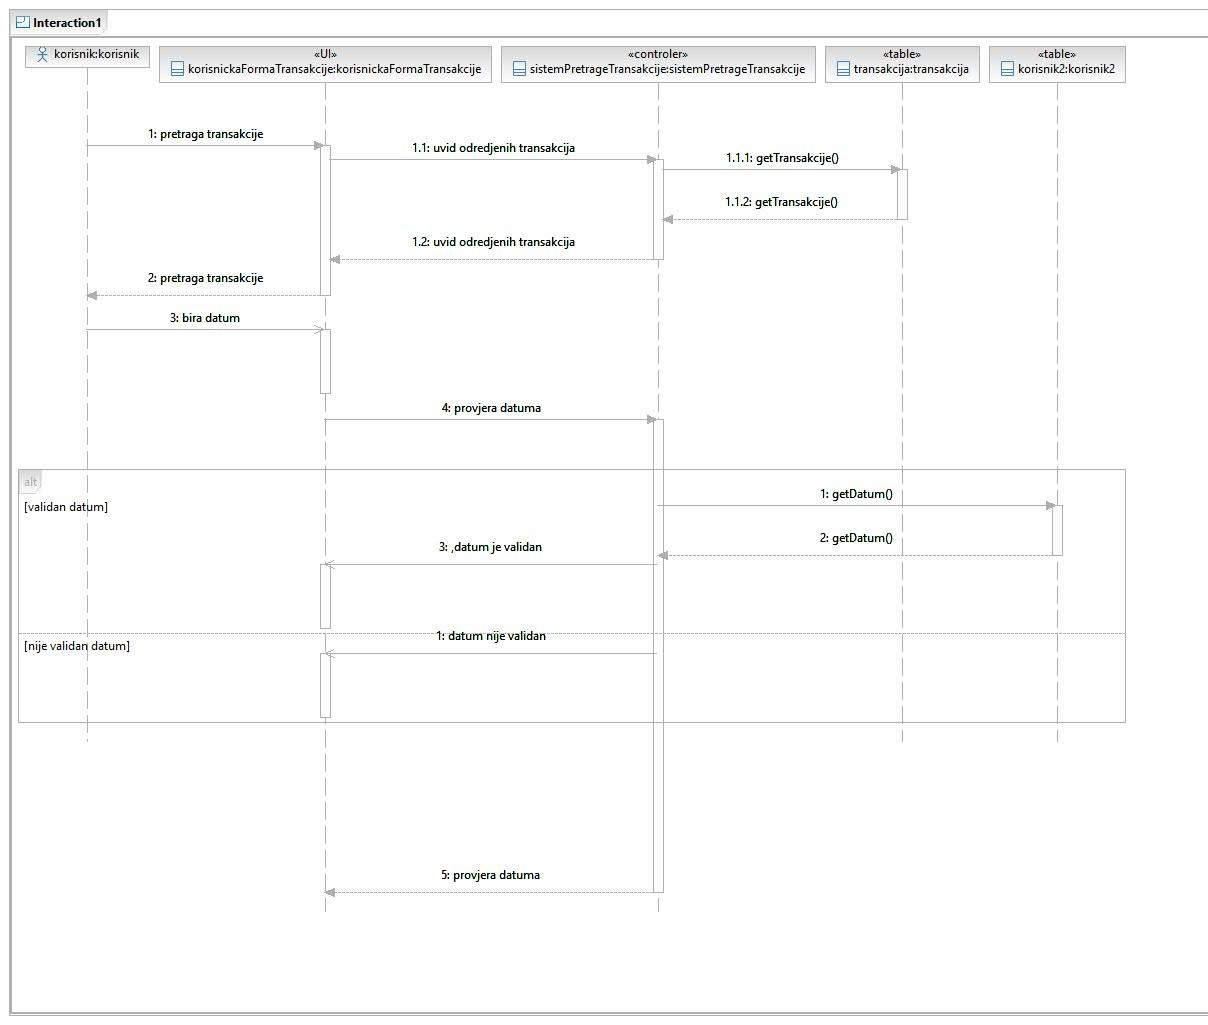 Interaction1
korisnik:korisnik
«UI»
korisnickaFormaTransakcije:korisnickaFormaTransakcije
«controler»
sistemPretrageTransakcije:sistemPretrageTransakcije
«table»
transakcija:transakcija
«table»
korisnik2:korisnik2
1: pretraga transakcije
1.1: uvid odredjenih transakcija
1.1.1: getTransakcije()
1.1.2: getTransakcije()
1.2: uvid odredjenih transakcija
2: pretraga transakcije
3: bira datum
4: provjera datuma
alt
[validan datum]
1: getDatum()
2: getDatum()
3: ,datum je validan
[nije validan datum]
1: datum nije validan
5: provjera datuma